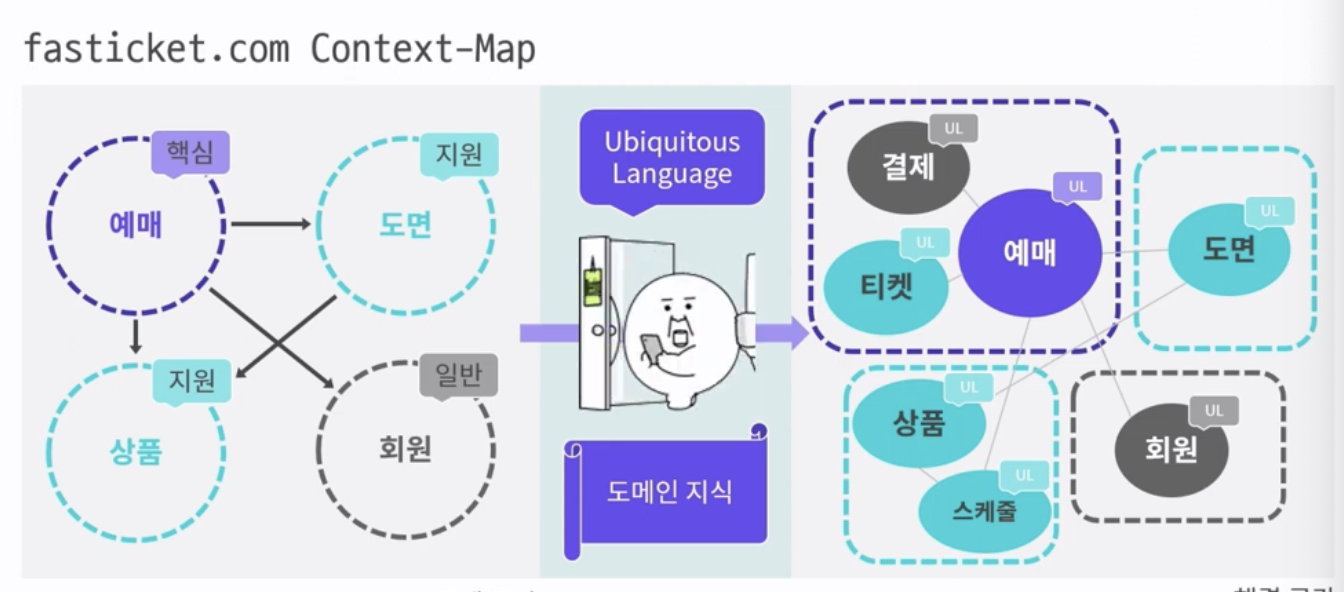 fasticket.com Context-Map
핵심
예매
지원
도면
지원
상품
일반
회원
Ubiquitous
Language
도메인 지식
UL
결제
UL
예매
UL
티켓
UL
도면
UL
상품
UL
스케줄
UL
회원